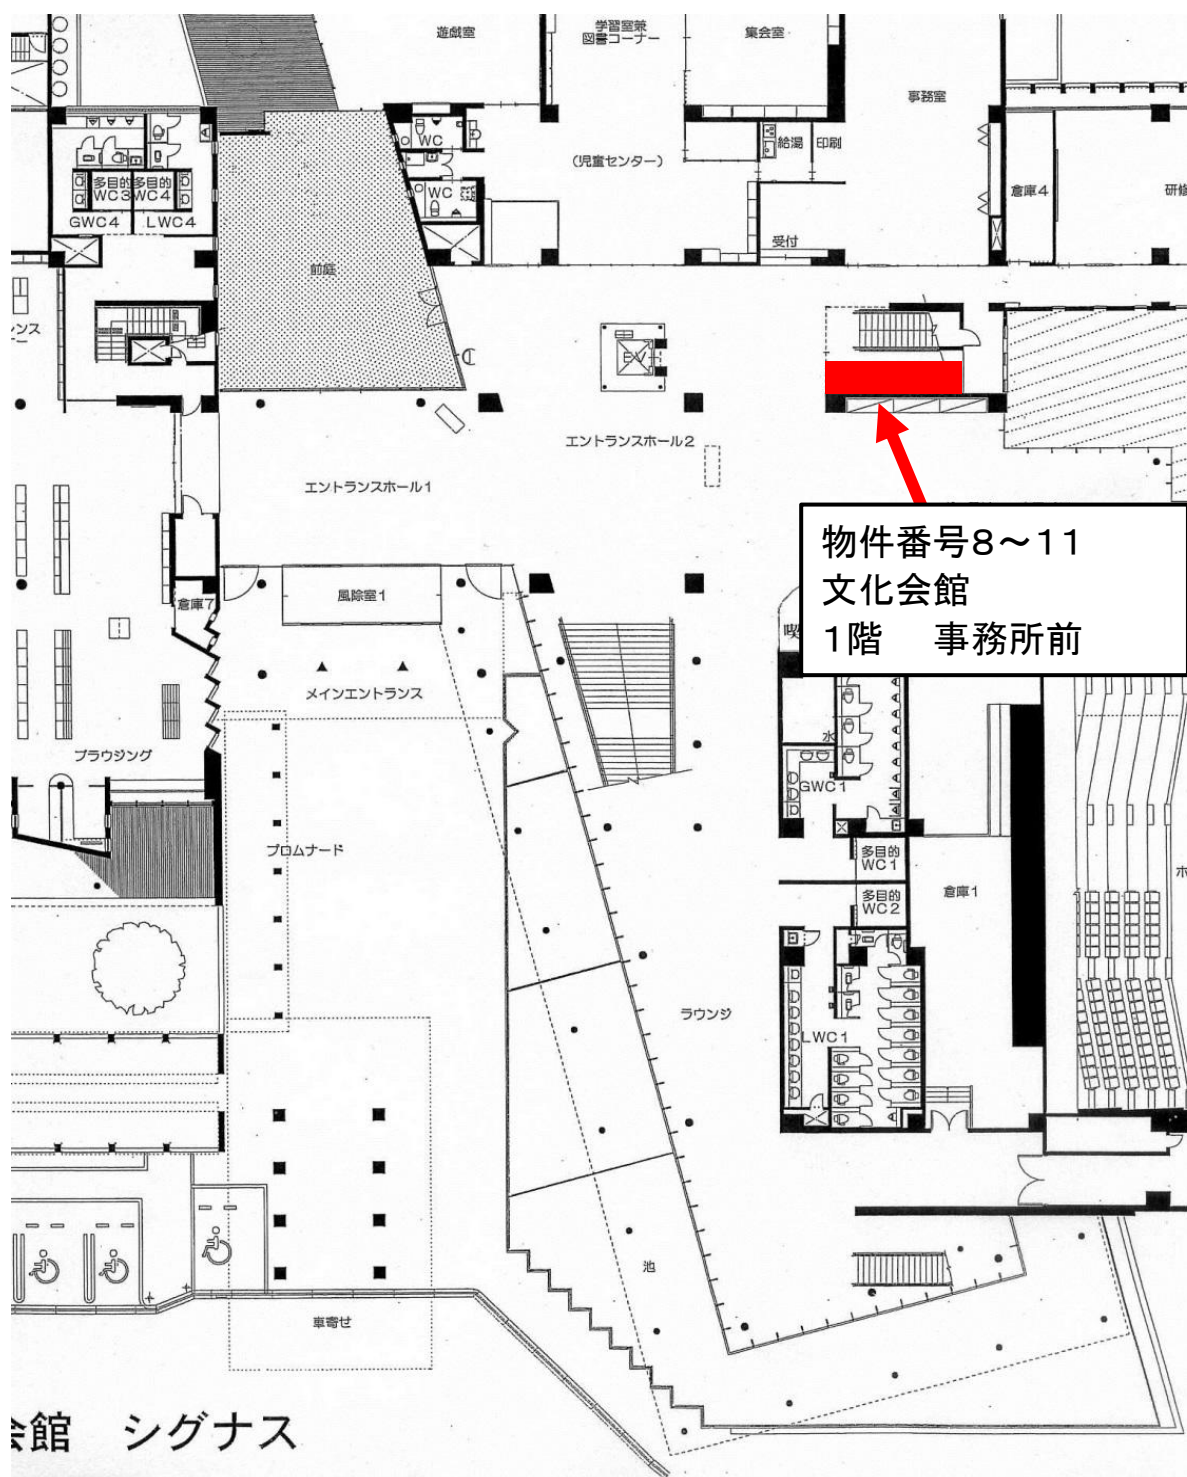 遊戯室
学習室兼
図書コーナー
集会室
事務室
WC
給湯
印刷
(児童センター)
多目的
WC3
多目的
WC4
WC
倉庫4
研修
GWC4
LWC4
受付
前庭
EV
エントランスホール2
エントランスホール1
物件番号8～11
文化会館
1階 事務所前
風除室1
倉庫7
喫
メインエントランス
水
ブラウジング
GWC1
プロムナード
多目的
WC1
多目的
WC2
倉庫1
ホ
ラウンジ
LWC1
池
車寄せ
会館 シグナス